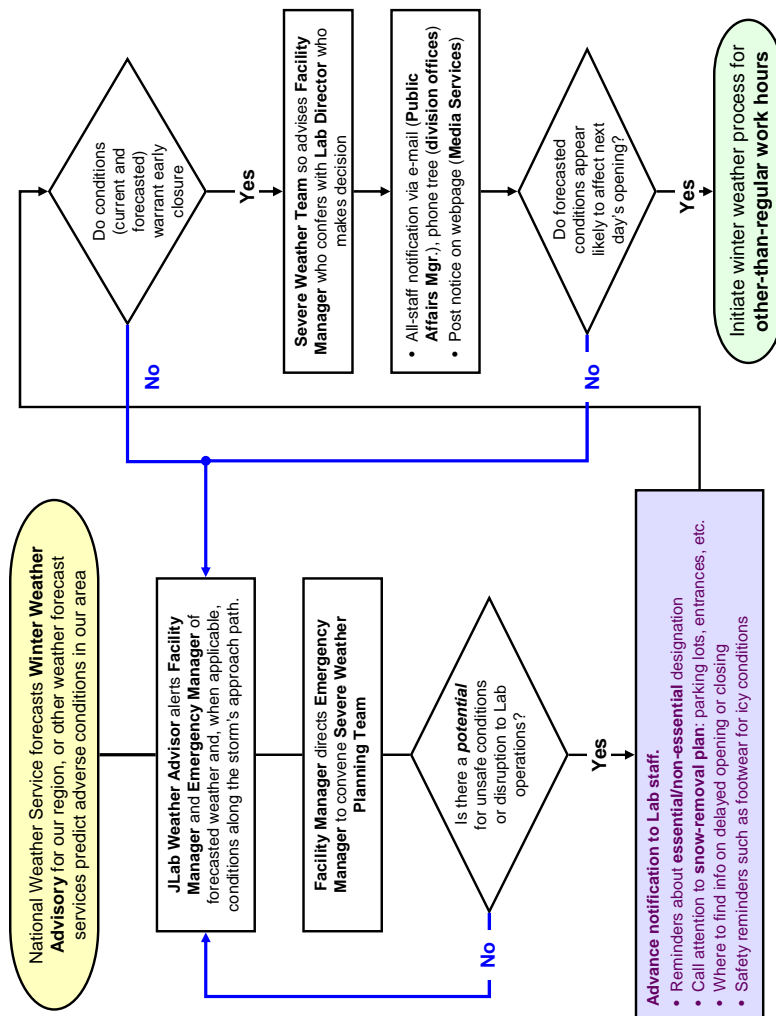 National Weather Service forecasts Winter Weather
Advisory for our region, or other weather forecast
services predict adverse conditions in our area
JLab Weather Advisor alerts Facility
Manager and Emergency Manager of
forecasted weather and, when applicable,
conditions along the storm's approach path.
Facility Manager directs Emergency
Manager to convene Severe Weather
Planning Team
Is there a potential
for unsafe conditions
or disruption to Lab
operations?
No
Yes
Advance notification to Lab staff.
• Reminders about essential/non-essential designation
• Call attention to snow-removal plan: parking lots, entrances, etc.
• Where to find info on delayed opening or closing
• Safety reminders such as footwear for icy conditions
Do conditions
(current and
forecasted)
warrant early
closure
No
Yes
Severe Weather Team so advises Facility
Manager who confers with Lab Director who
makes decision
• All-staff notification via e-mail (Public
Affairs Mgr.), phone tree (division offices)
• Post notice on webpage (Media Services)
Do forecasted
conditions appear
likely to affect next
day's opening?
No
Yes
Initiate winter weather process for
other-than-regular work hours